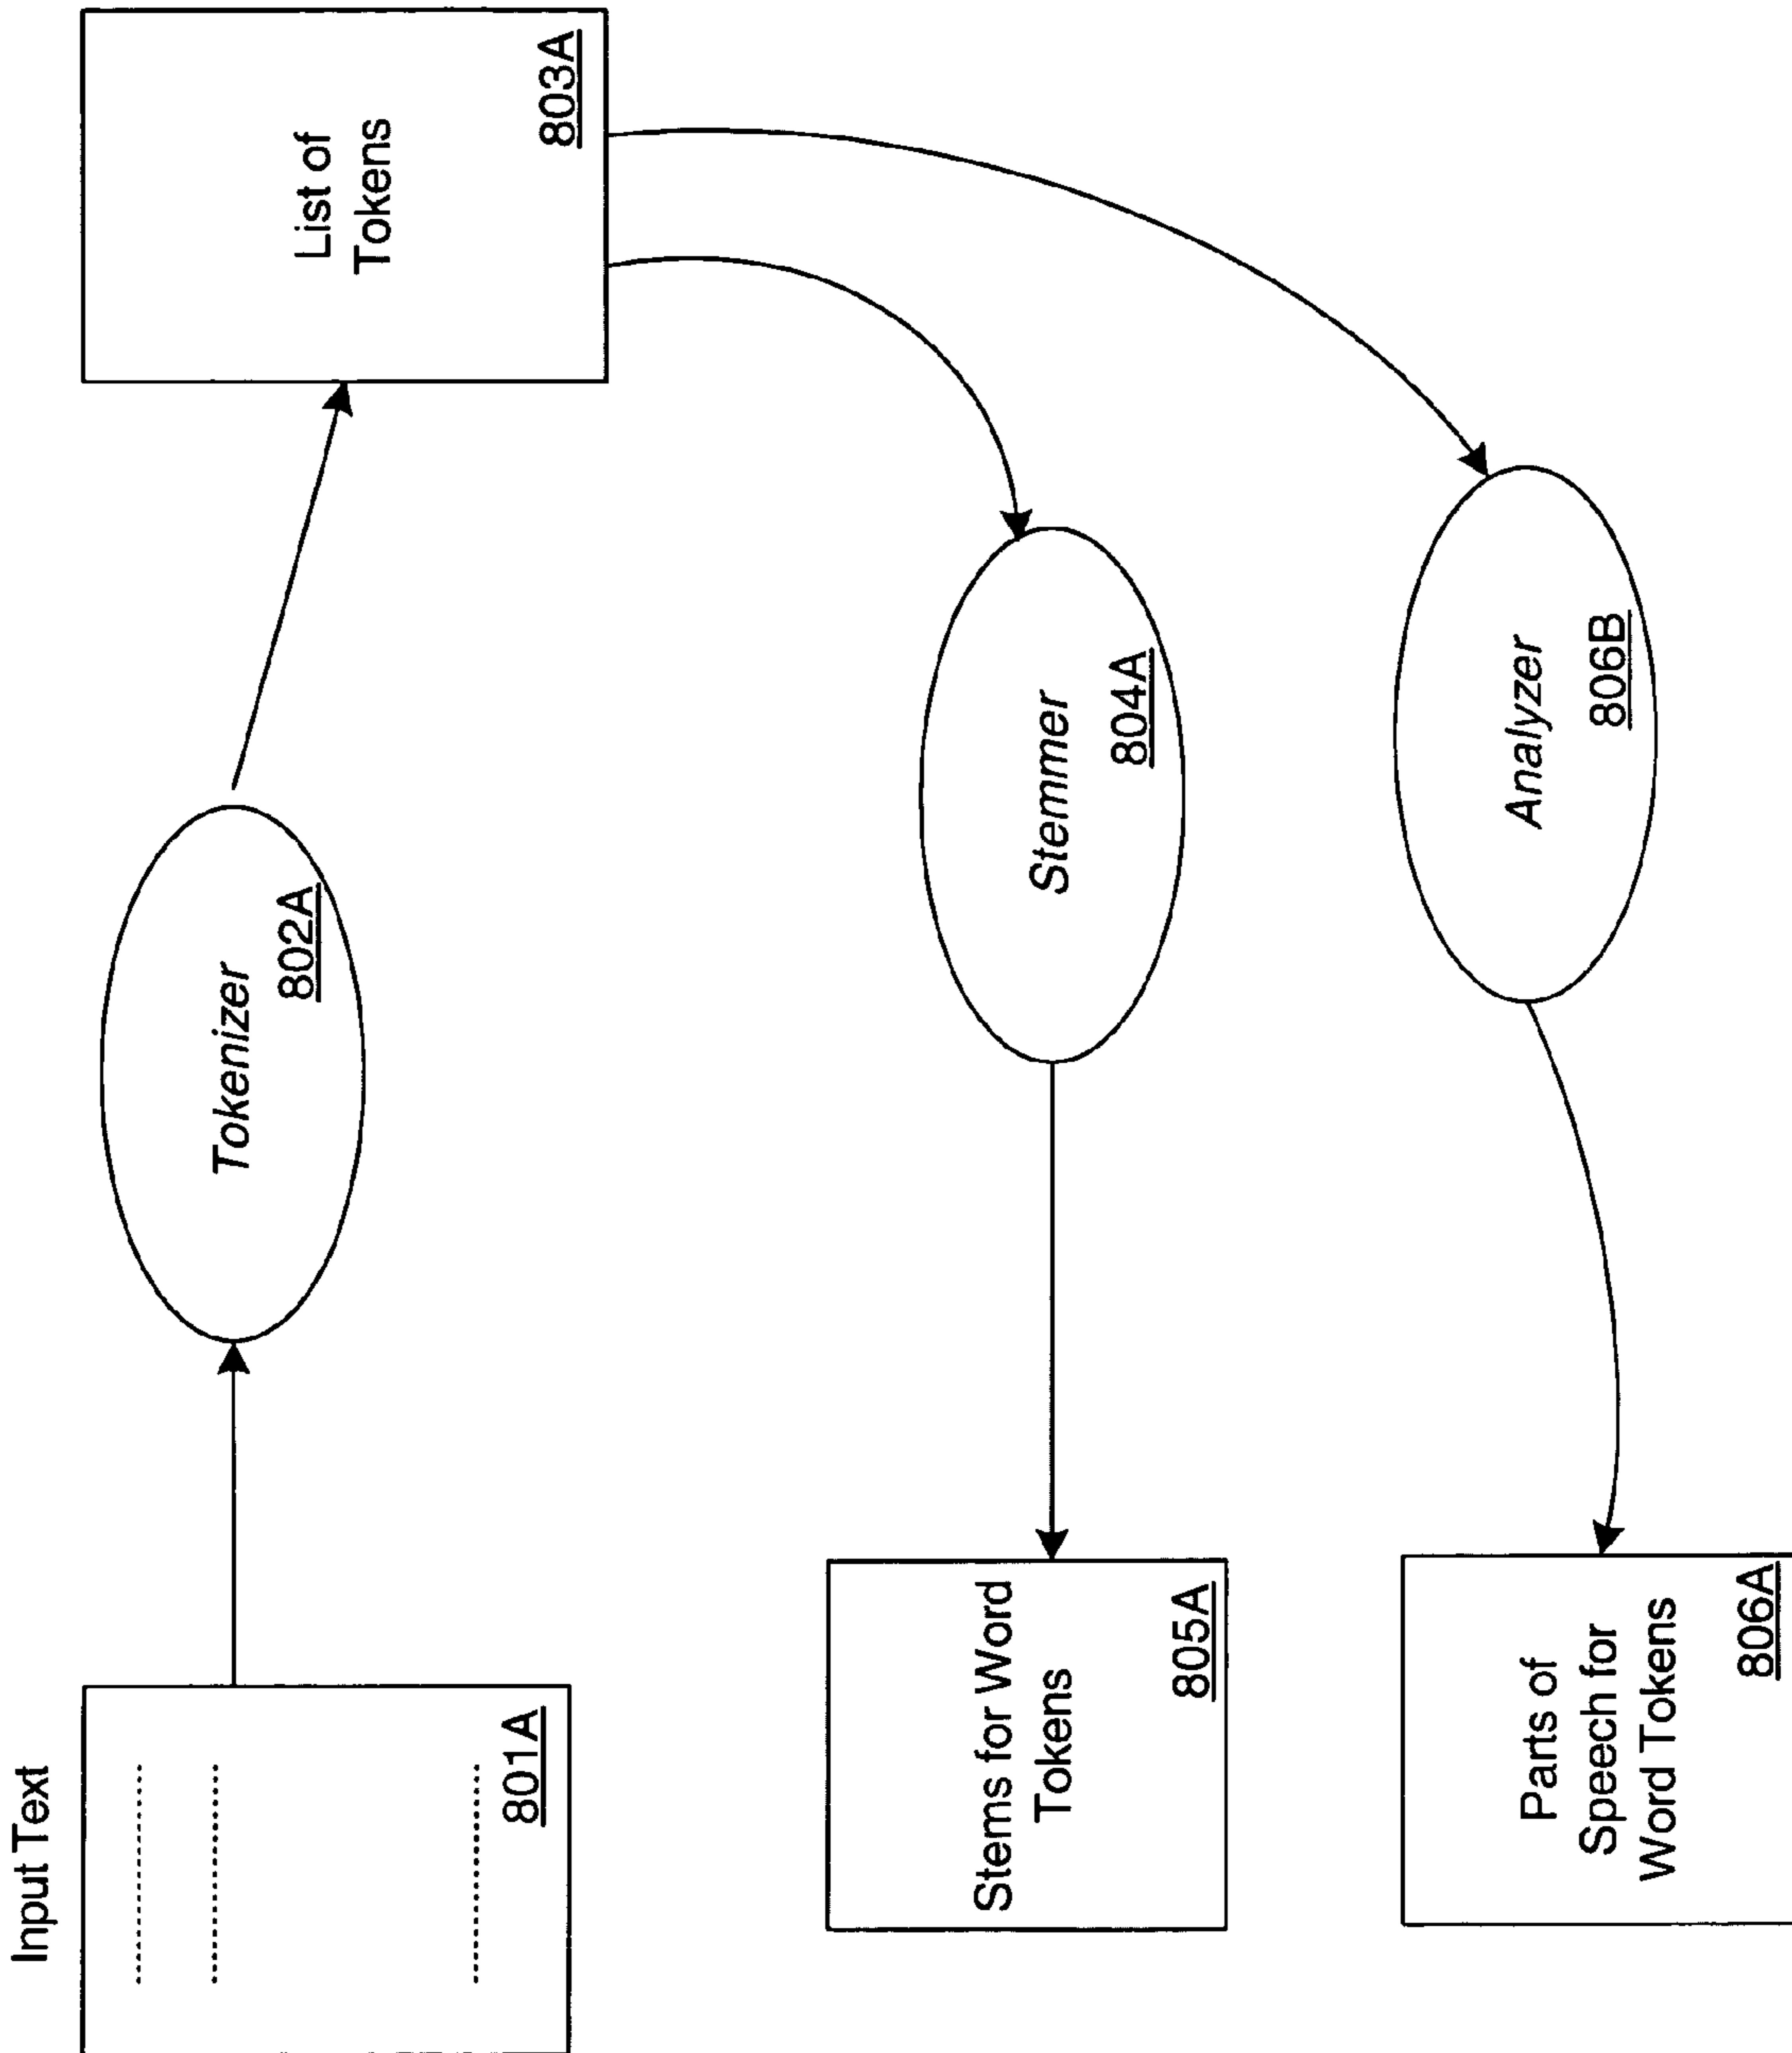 Input Text
801A
Tokenizer
802A
List of
Tokens
803A
Stems for Word
Tokens
805A
Stemmer
804A
Parts of
Speech for
Word Tokens
806A
Analyzer
806B